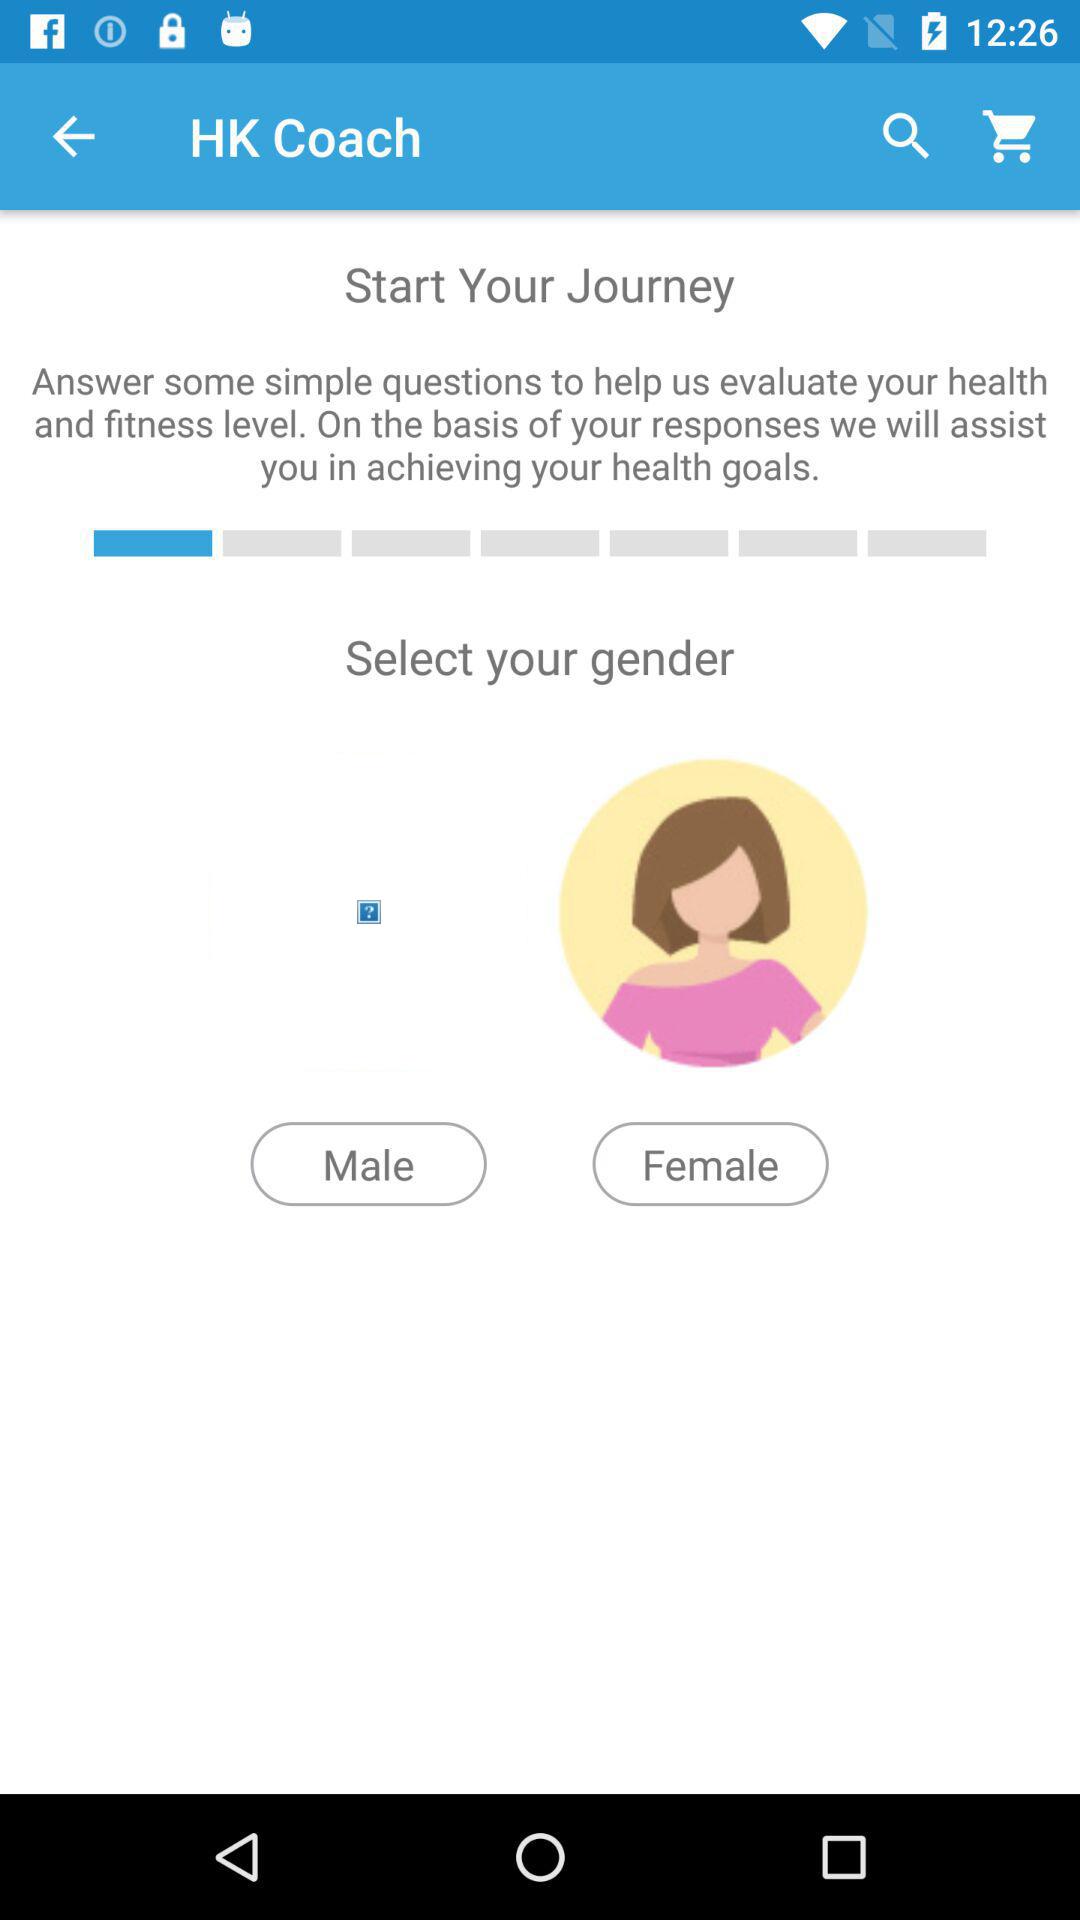 12:26
HK Coach
Start Your Journey
Answer some simple questions to help us evaluate your health
and fitness level. On the basis of your responses we will assist
you in achieving your health goals.
Select your gender
?
Male
Female